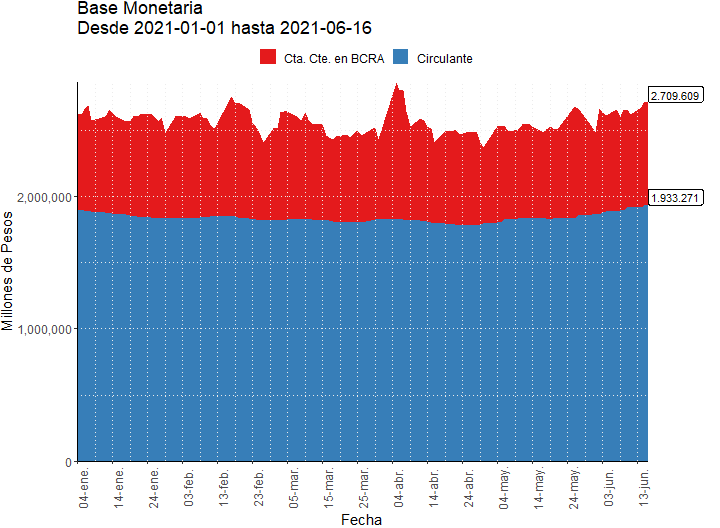 Base Monetaria
Desde 2021-01-01 hasta 2021-06-16
Cta. Cte. en BCRA
Circulante
2.709.609
1.933.271
2,000,000
1,000,000
0
Millones de Pesos
04-ene.
14-ene.
24-ene.
03-feb.
13-feb.
23-feb.
05-mar.
15-mar.
25-mar.
04-abr.
14-abr.
24-abr.
04-may.
14-may.
24-may.
03-jun.
13-jun.
Fecha